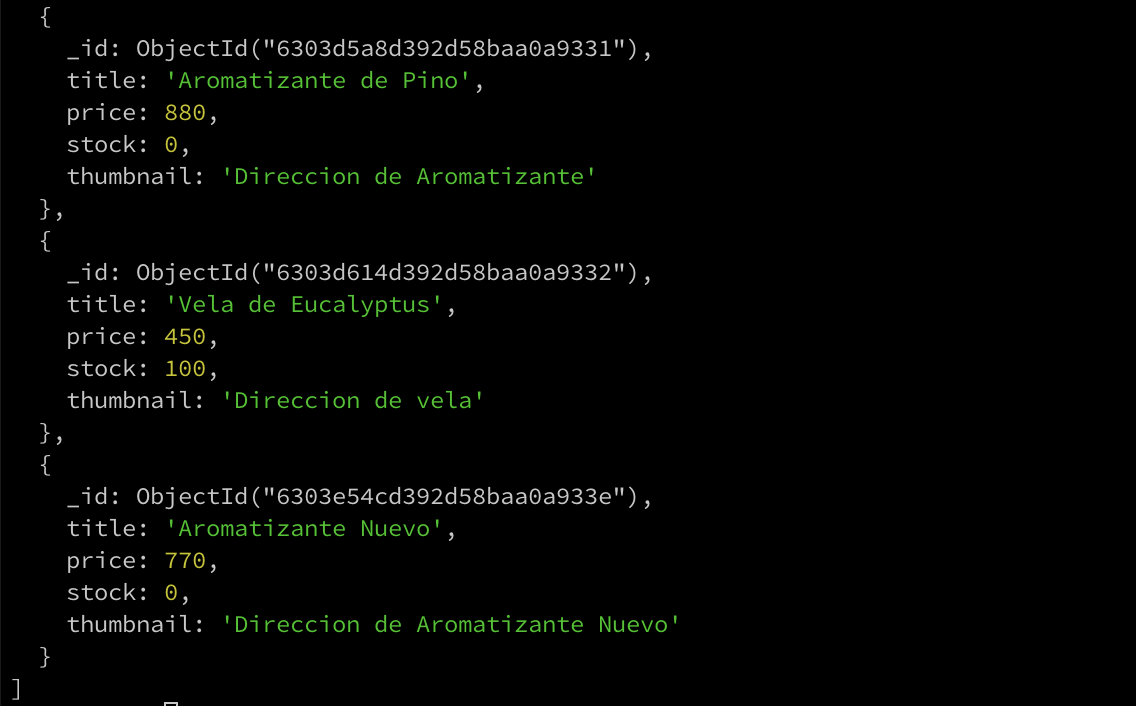 {
_id: ObjectId("6303d5a8d392d58baa0a9331"),
title: 'Aromatizante de Pino',
price: 880,
stock: 0,
thumbnail: 'Direccion de Aromatizante'
},
{
_id: ObjectId("6303d614d392d58baa0a9332"),
title: 'Vela de Eucalyptus',
price: 450,
stock: 100,
thumbnail: 'Direccion de vela'
},
{
_id: ObjectId("6303e54cd392d58baa0a933e"),
title: 'Aromatizante Nuevo',
price: 770,
stock: 0,
thumbnail: 'Direccion de Aromatizante Nuevo'
}
]